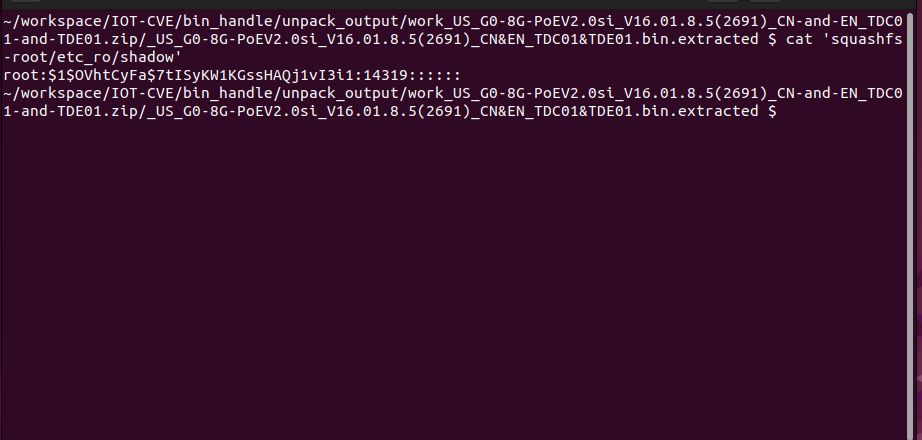 ~/workspace/IOT-CVE/bin_handle/unpack_output/work_US_G0-8G-PoEV2.0si_V16.01.8.5(2691)_CN-and-EN_TDC0
1-and-TDE01.zip/_US_G0-8G-PoEV2.0si_V16.01.8.5(2691)_CN&EN_TDC01&TDE01.bin.extracted $ cat 'squashfs
-root/etc_ro/shadow'
root:$1$OVhtCyFa$7tISyKW1KGssHAQj1vI3i1:14319::::::
~/workspace/IOT-CVE/bin_handle/unpack_output/work_US_G0-8G-PoEV2.0si_V16.01.8.5(2691)_CN-and-EN_TDC0
1-and-TDE01.zip/_US_G0-8G-PoEV2.0si_V16.01.8.5(2691)_CN&EN_TDC01&TDE01.bin.extracted $